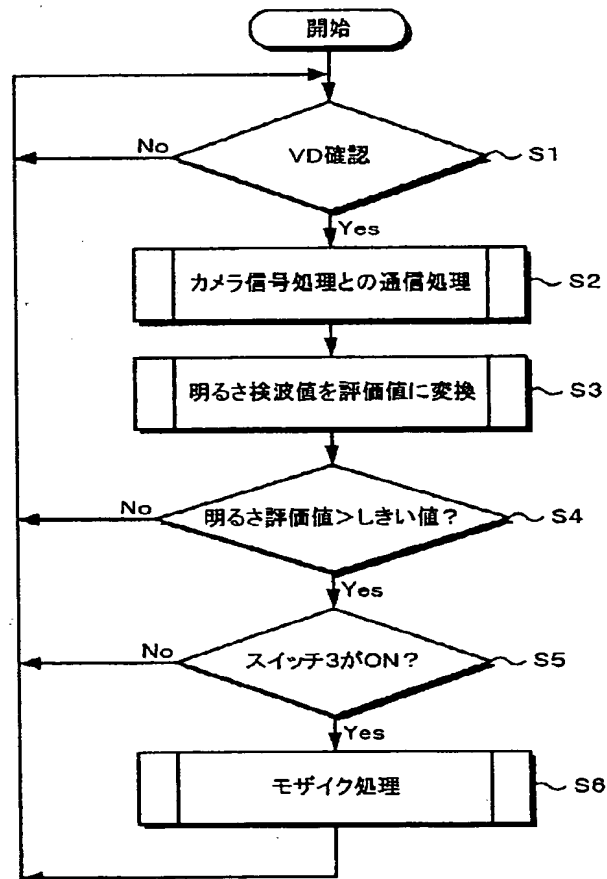 開始
VD確認
S1
No
Yes
カメラ信号処理との通信処理
S2
明るさ検波値を評価値に変換
S3
明るさ評価値>しきい値?
S4
No
Yes
スイッチ3がON?
S5
No
Yes
モザイク処理
S6